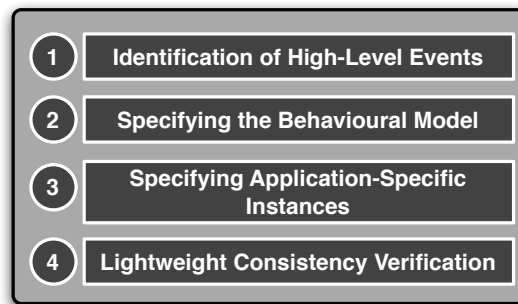 1 Identification of High-Level Events
2 Specifying the Behavioural Model
3 Specifying Application-Specific
Instances
4 Lightweight Consistency Verification